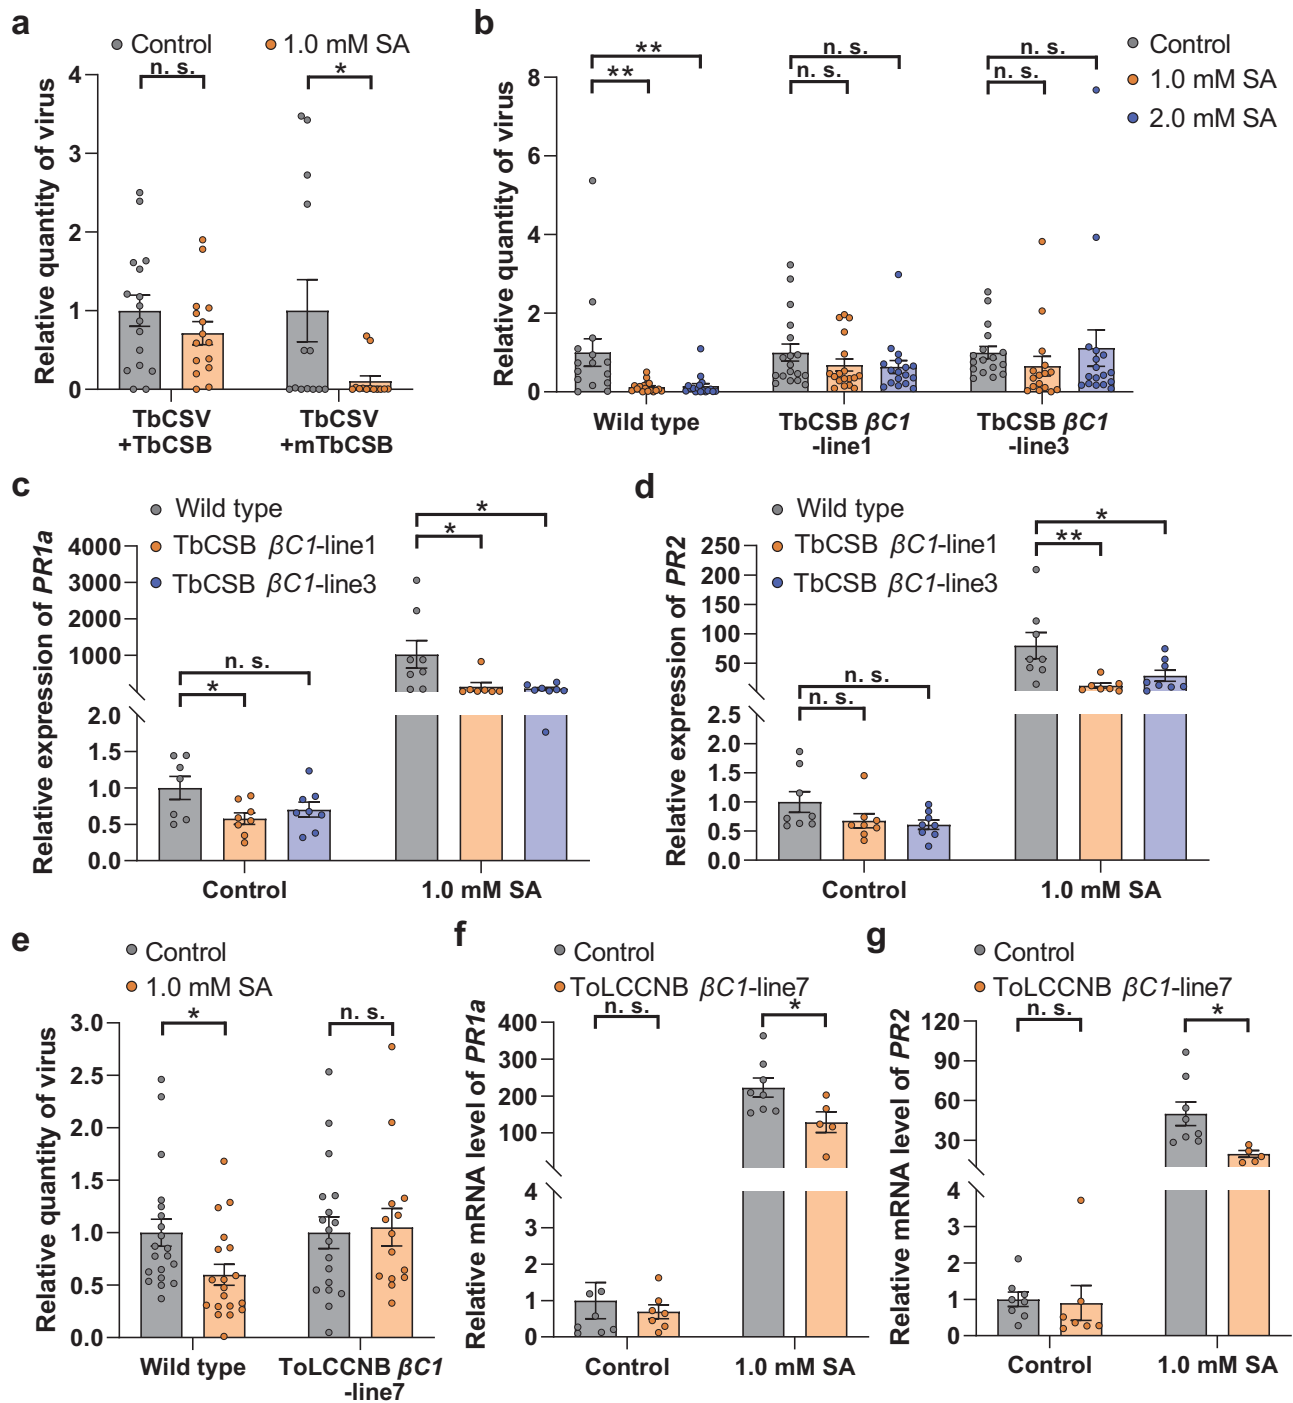 a
Control
1.0 mM SA
n. s.
*
Relative quantity of virus
4
3
2
1
0
TbCSV
+TbCSB
TbCSV
+mTbCSB
b
Control
1.0 mM SA
2.0 mM SA
**
**
n. s.
n. s.
n. s.
n. s.
Relative quantity of virus
8
6
4
2
0
Wild type
TbCSB βC1
-line1
TbCSB βC1
-line3
c
Wild type
TbCSB βC1-line1
TbCSB βC1-line3
*
*
n. s.
*
Relative expression of PR1a
4000
3000
2000
1000
2.0
1.5
1.0
0.5
0.0
Control
1.0 mM SA
d
Wild type
TbCSB βC1-line1
TbCSB βC1-line3
*
**
n. s.
n. s.
Relative expression of PR2
250
200
150
100
50
2.5
2.0
1.5
1.0
0.5
0.0
Control
1.0 mM SA
e
Control
1.0 mM SA
*
n. s.
Relative quantity of virus
3.0
2.5
2.0
1.5
1.0
0.5
0.0
Wild type
ToLCCNB βC1
-line7
f
Control
ToLCCNB βC1-line7
n. s.
*
Relative mRNA level of PR1a
400
300
200
100
4
3
2
1
0
Control
1.0 mM SA
g
Control
ToLCCNB βC1-line7
n. s.
*
Relative mRNA level of PR2
120
90
60
30
4
3
2
1
0
Control
1.0 mM SA